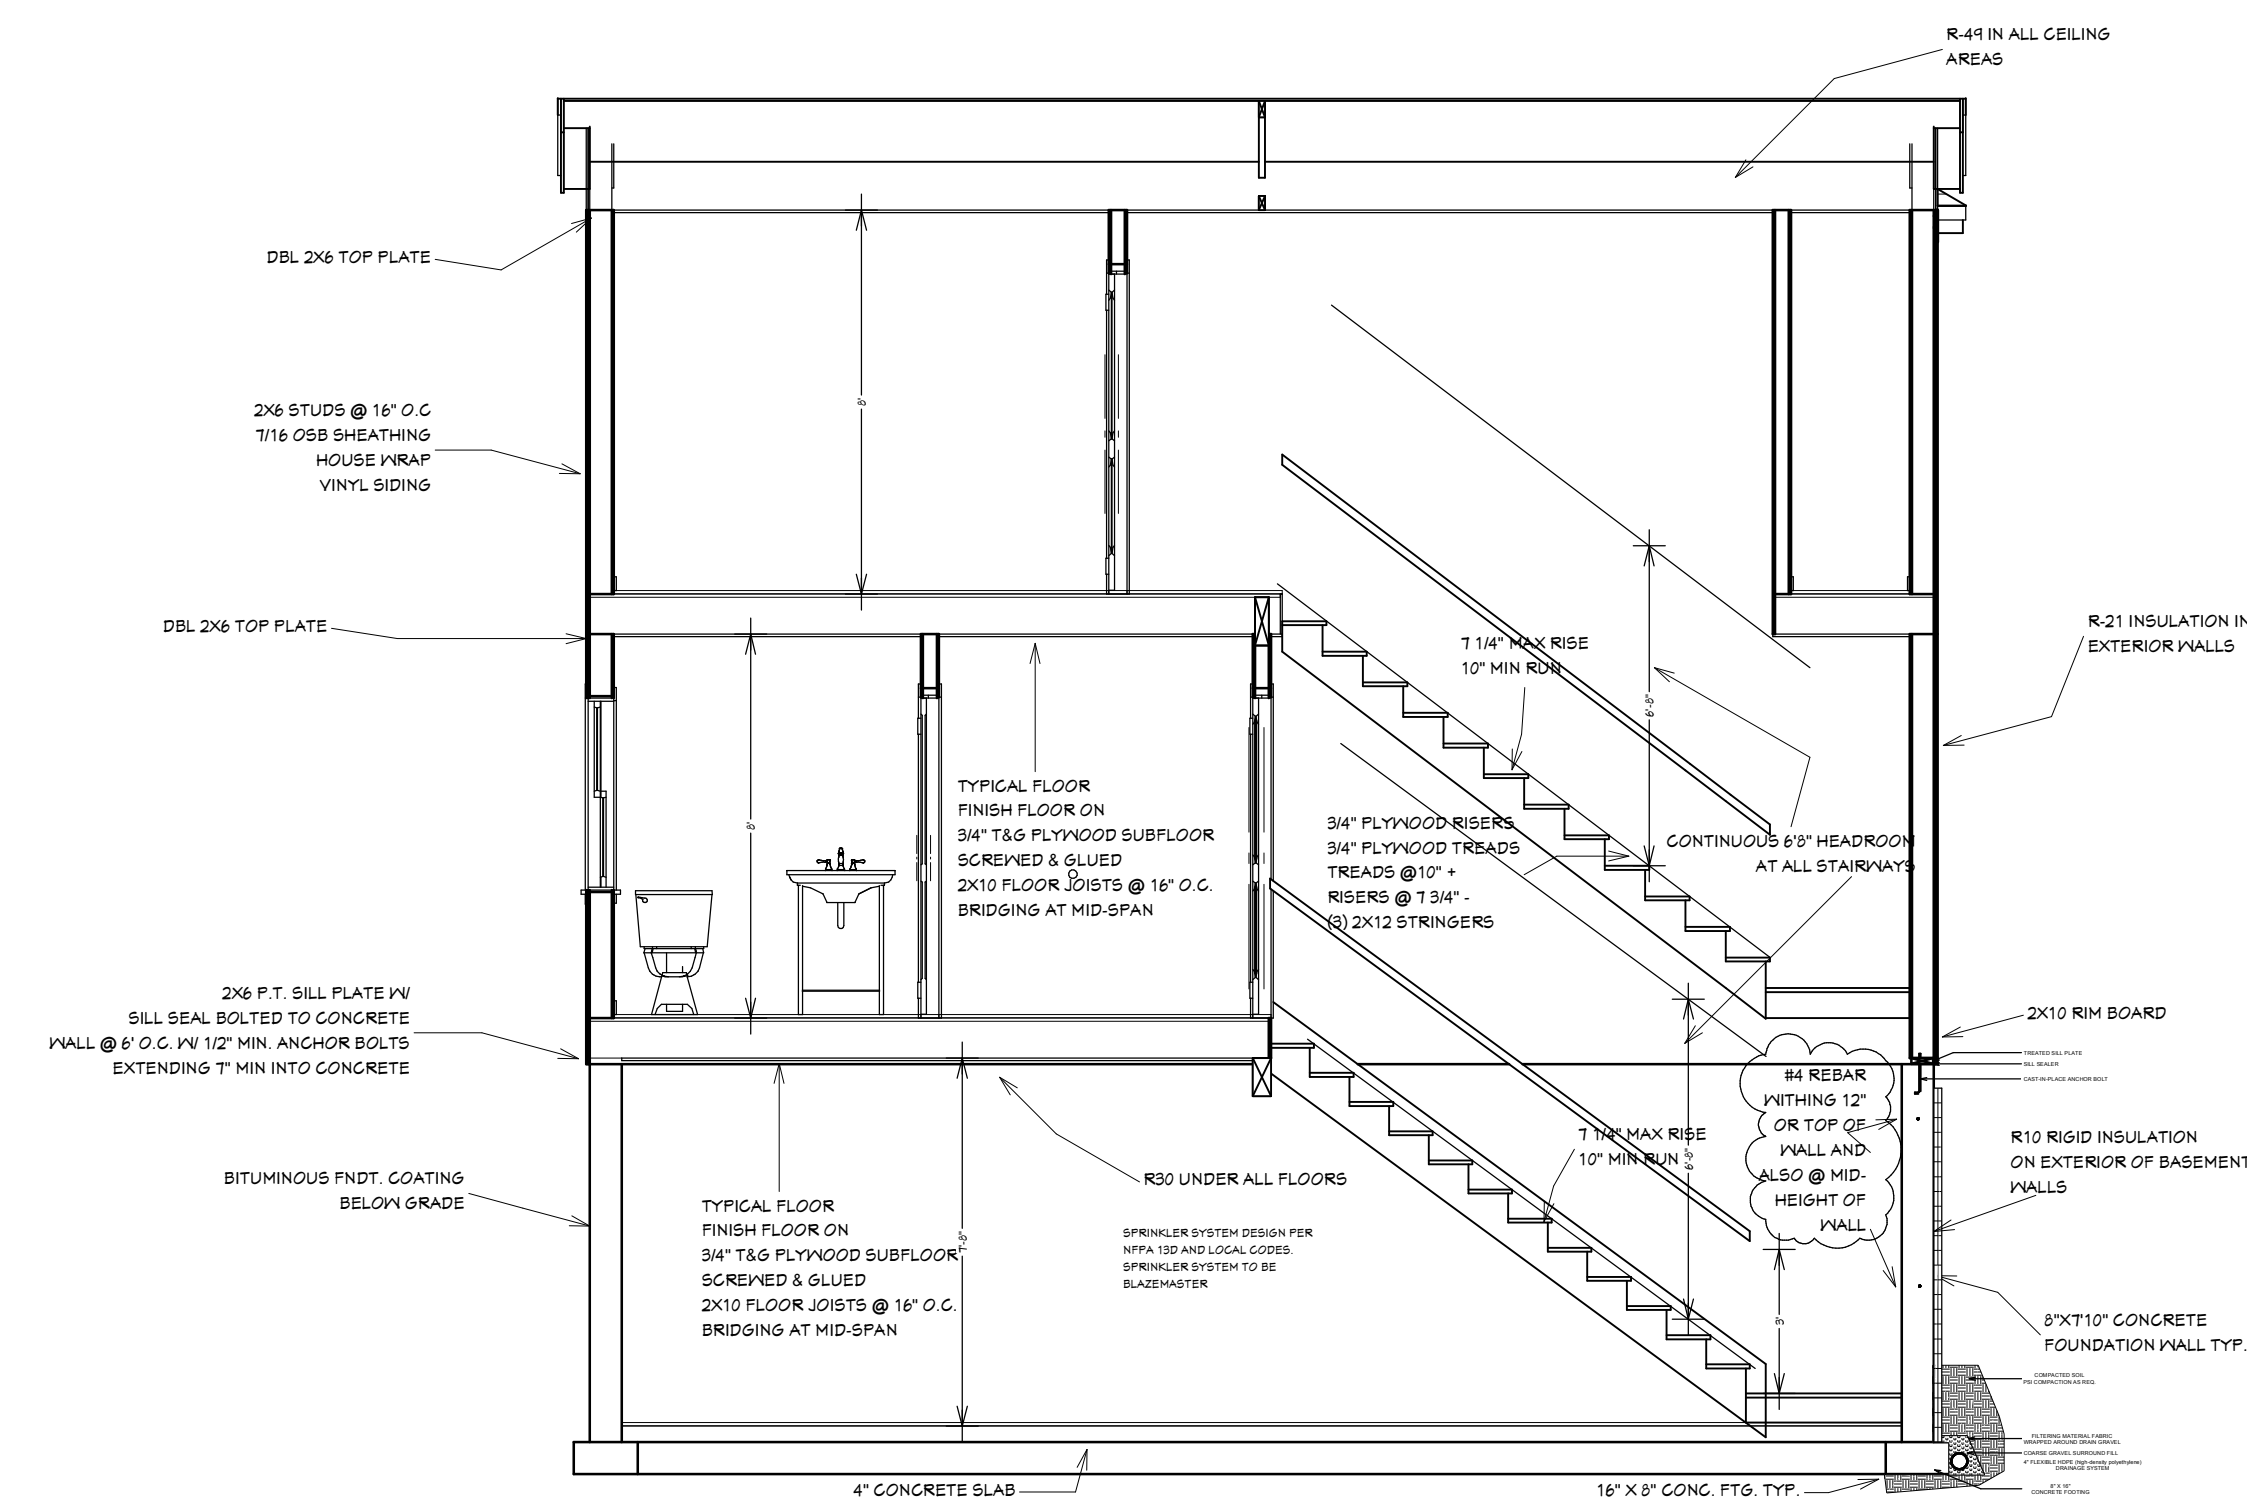 R-49 IN ALL CEILING
AREAS
DBL 2X6 TOP PLATE
8'
2X6 STUDS @ 16" O.C
7/16 OSB SHEATHING
HOUSE WRAP
VINYL SIDING
DBL 2X6 TOP PLATE
R-21 INSULATION IN
EXTERIOR WALLS
7 1/4" MAX RISE
10" MIN RUN
6'-8"
8'
TYPICAL FLOOR
FINISH FLOOR ON
3/4" T&G PLYWOOD SUBFLOOR
SCREWED & GLUED
2X10 FLOOR JOISTS @ 16" O.C.
BRIDGING AT MID-SPAN
3/4" PLYWOOD RISERS
3/4" PLYWOOD TREADS
TREADS @10" +
RISERS @ 7 3/4" -
(3) 2X12 STRINGERS
CONTINUOUS 6'8" HEADROON
AT ALL STAIRWAYS
2X6 P.T. SILL PLATE W/
SILL SEAL BOLTED TO CONCRETE
WALL @ 6' O.C. W/ 1/2" MIN. ANCHOR BOLTS
EXTENDING 7" MIN INTO CONCRETE
2X10 RIM BOARD
TREATED SILL PLATE
SILL SEALER
CAST-IN-PLACE ANCHOR BOLT
#4 REBAR
WITHING 12"
OR TOP OF
WALL AND
ALSO @ MID-
HEIGHT OF
WALL
7 1/4" MAX RISE
10" MIN RUN
6'-8"
R10 RIGID INSULATION
ON EXTERIOR OF BASEMENT
WALLS
BITUMINOUS FNDT. COATING
BELOW GRADE
R30 UNDER ALL FLOORS
TYPICAL FLOOR
FINISH FLOOR ON
3/4" T&G PLYWOOD SUBFLOOR
SCREWED & GLUED
2X10 FLOOR JOISTS @ 16" O.C.
BRIDGING AT MID-SPAN
7'-8"
SPRINKLER SYSTEM DESIGN PER
NFPA 13D AND LOCAL CODES.
SPRINKLER SYSTEM TO BE
BLAZEMASTER
3'
8"X7'10" CONCRETE
FOUNDATION WALL TYP.
COMPACTED SOIL
PSI COMPACTION AS REQ.
FILTERING MATERIAL FABRIC
WRAPPED AROUND DRAIN GRAVEL
COARSE GRAVEL SURROUND FILL
4" FLEXIBLE HDPE (high-density polyethylene)
DRAINAGE SYSTEM
8" X 16"
CONCRETE FOOTING
4" CONCRETE SLAB
16" X 8" CONC. FTG. TYP.